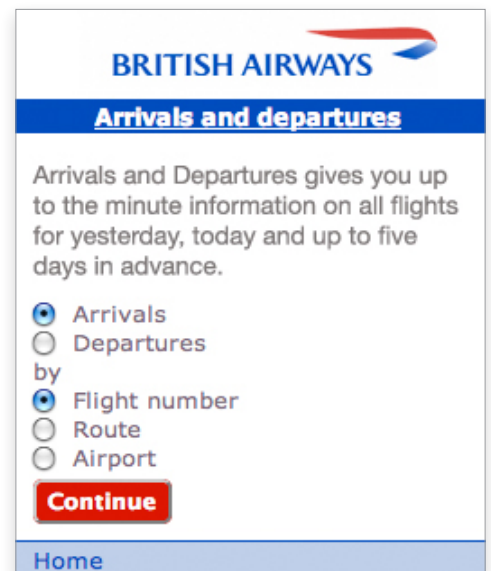 BRITISH AIRWAYS
Arrivals and departures
Arrivals and Departures gives you up
to the minute information on all flights
for yesterday, today and up to five
days in advance.
Arrivals
Departures
by
Flight number
Route
Airport
Continue
Home